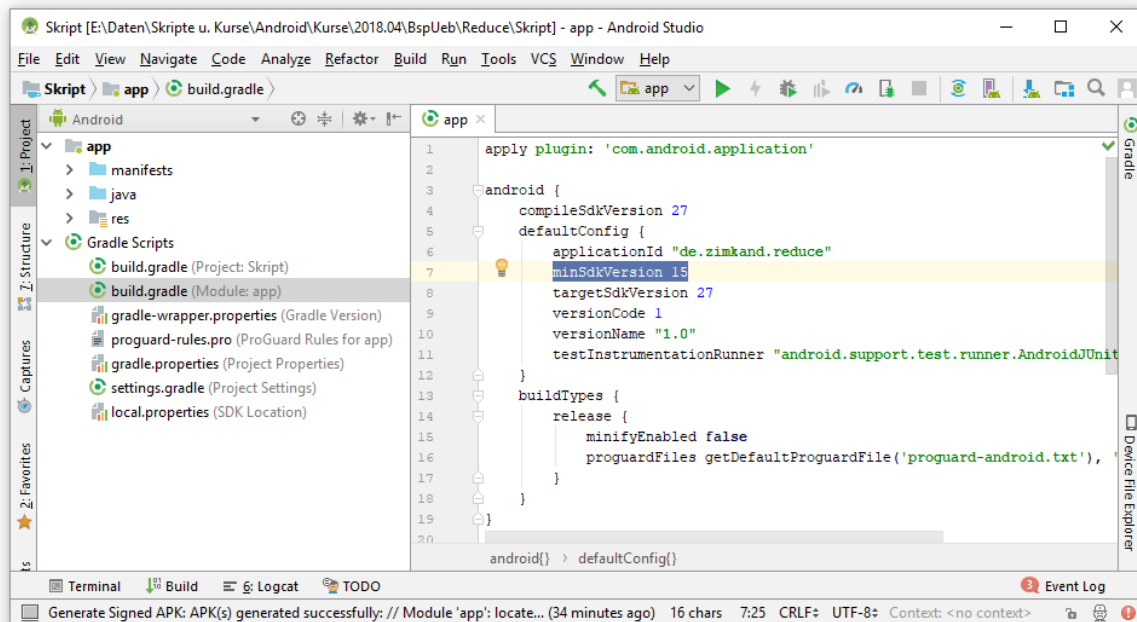 Skript [E:\Daten\Skripte u. Kurse\Android\Kurse\2018.04\BspUeb\Reduce\Skript] - app - Android Studio
File Edit View Navigate Code Analyze Refactor Build Run Tools VCS Window Help
Skript app build.gradle app
1: Project
7: Structure
Captures
2: Favorites
Android
app
manifests
java
res
Gradle Scripts
build.gradle (Project: Skript)
build.gradle (Module: app)
gradle-wrapper.properties (Gradle Version)
proguard-rules.pro (ProGuard Rules for app)
gradle.properties (Project Properties)
settings.gradle (Project Settings)
local.properties (SDK Location)
app
1 apply plugin: 'com.android.application'
2
3 android {
4 compileSdkVersion 27
5 defaultConfig {
6 applicationId "de.zimkand.reduce"
7 minSdkVersion 15
8 targetSdkVersion 27
9 versionCode 1
10 versionName "1.0"
11 testInstrumentationRunner "android.support.test.runner.AndroidJUnit
12 }
13 buildTypes {
14 release {
15 minifyEnabled false
16 proguardFiles getDefaultProguardFile('proguard-android.txt'), '
17 }
18 }
19 }
20
android{} › defaultConfig{}
Gradle
Device File Explorer
Terminal Build 6: Logcat TODO 3 Event Log
Generate Signed APK: APK(s) generated successfully: // Module 'app': locate... (34 minutes ago) 16 chars 7:25 CRLF UTF-8 Context: <no context>